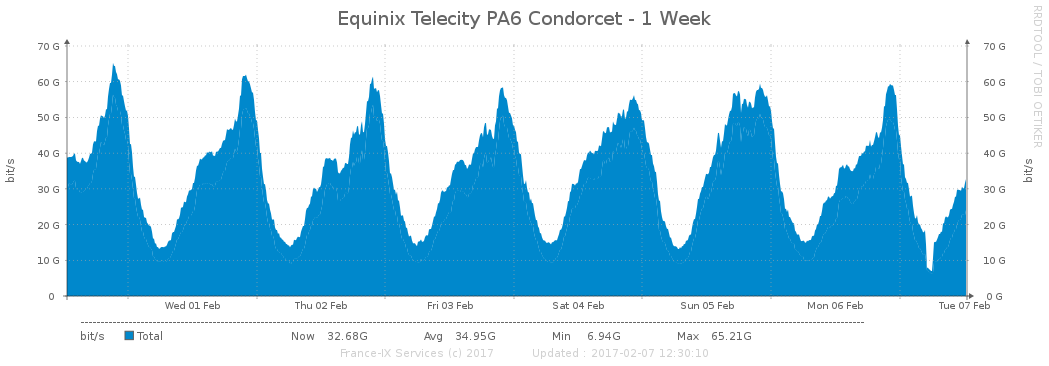 Equinix Telecity PA6 Condorcet - 1 Week
RRDTOOL / TOBI OETIKER
bit/s
70 G
60 G
50 G
40 G
30 G
20 G
10 G
0
70 G
60 G
50 G
40 G
30 G
20 G
10 G
0 G
bit/s
Wed 01 Feb Thu 02 Feb Fri 03 Feb Sat 04 Feb Sun 05 Feb Mon 06 Feb Tue 07 Feb
bit/s Total Now 32.68G Avg 34.95G Min 6.94G Max 65.21G
France-IX Services (c) 2017 Updated : 2017-02-07 12:30:10